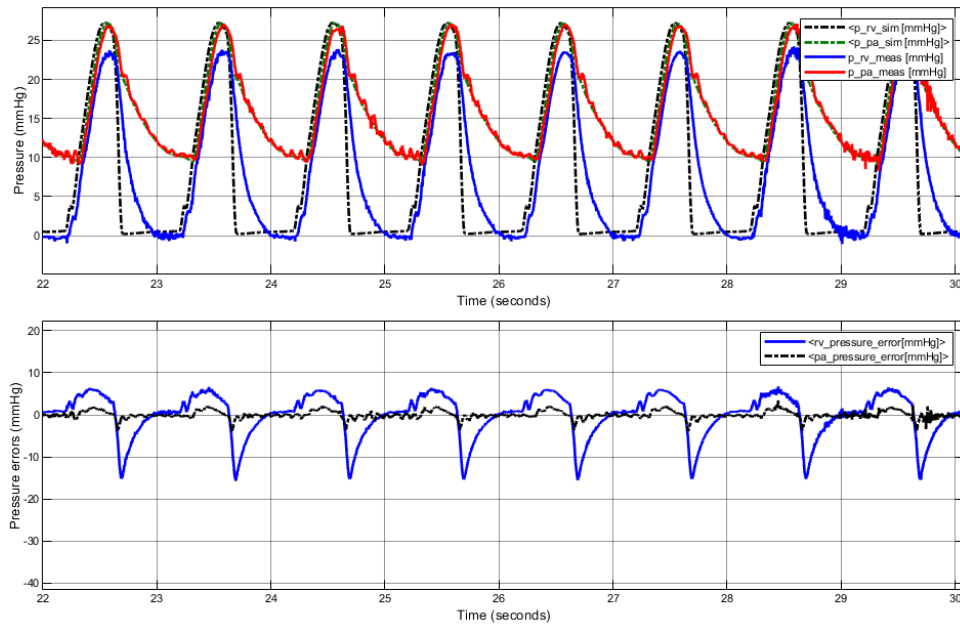 25
20
15
10
5
0
Pressure (mmHg)
<p_rv_sim [mmHg]>
<p_pa_sim [mmHg]>
p_rv_meas [mmHg]
p_pa_meas [mmHg]
22 23 24 25 26 27 28 29 30
Time (seconds)
20
10
0
-10
-20
-30
-40
Pressure errors (mmHg)
<rv_pressure_error[mmHg]>
<pa_pressure_error[mmHg]>
22 23 24 25 26 27 28 29 30
Time (seconds)